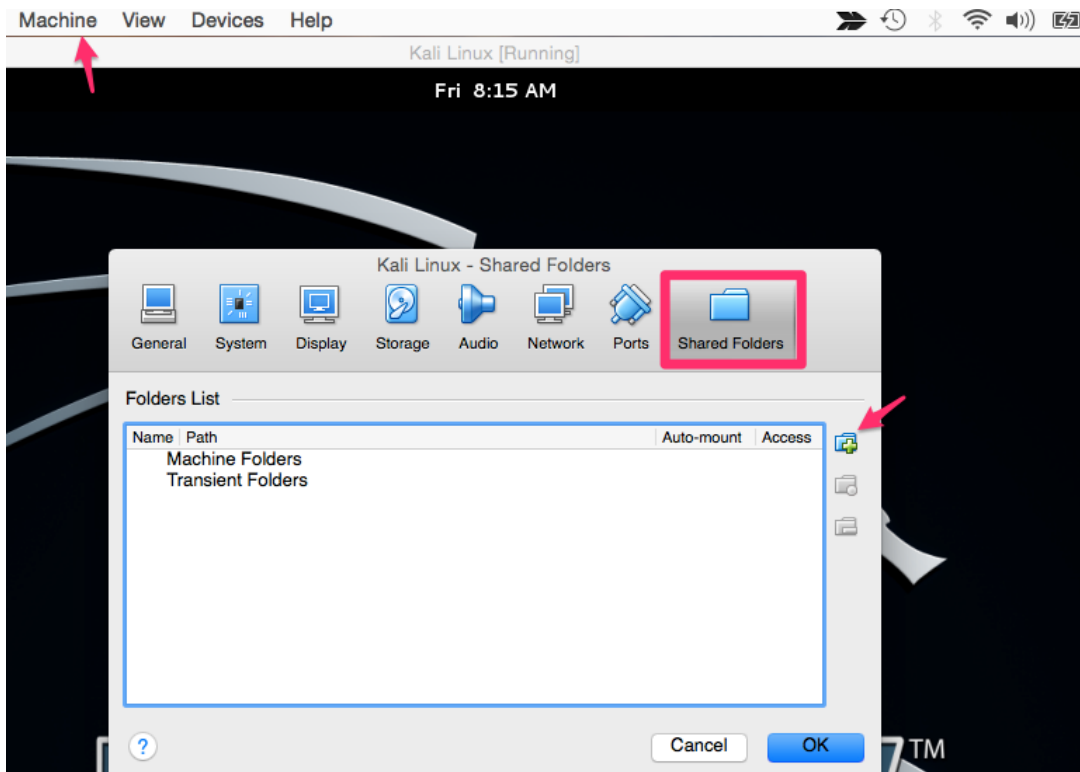 Machine View Devices Help
Kali Linux [Running]
Fri 8:15 AM
Kali Linux - Shared Folders
General System Display Storage Audio Network Ports Shared Folders
Folders List
Name Path Auto-mount Access
Machine Folders
Transient Folders
? Cancel OK
TM